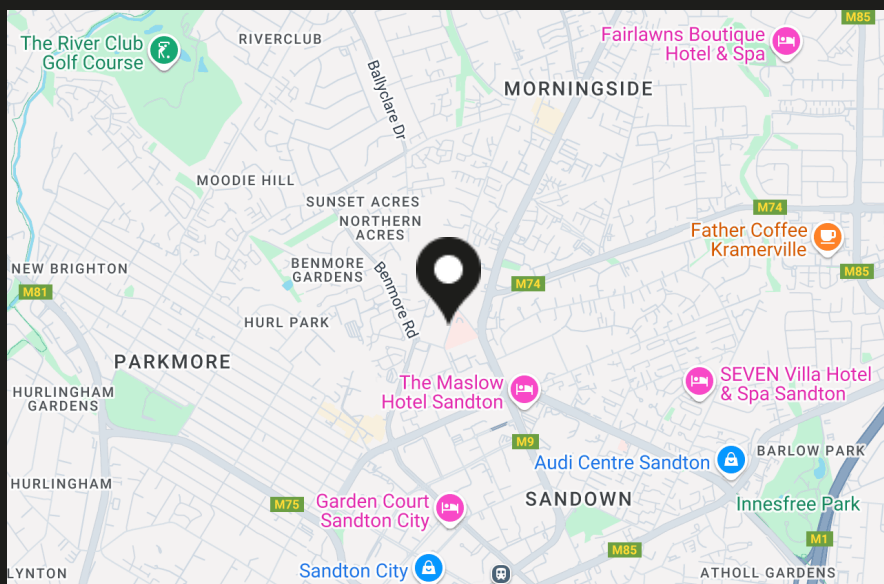 M85
The River Club
Golf Course
RIVERCLUB
Fairlawns Boutique
Hotel & Spa
Ballyclare Dr
MORNINGSIDE
MOODIE HILL
SUNSET ACRES
NORTHERN
ACRES
M74
Father Coffee
Kramerville
NEW BRIGHTON
BENMORE
GARDENS
M85
M81
Benmore Rd
M74
HURL PARK
PARKMORE
The Maslow
Hotel Sandton
SEVEN Villa Hotel
& Spa Sandton
HURLINGHAM
GARDENS
M9
Audi Centre Sandton
BARLOW PARK
HURLINGHAM
SANDOWN
Innesfree Park
M75
Garden Court
Sandton City
M1
M85
Sandton City
LYNTON
ATHOLL GARDENS